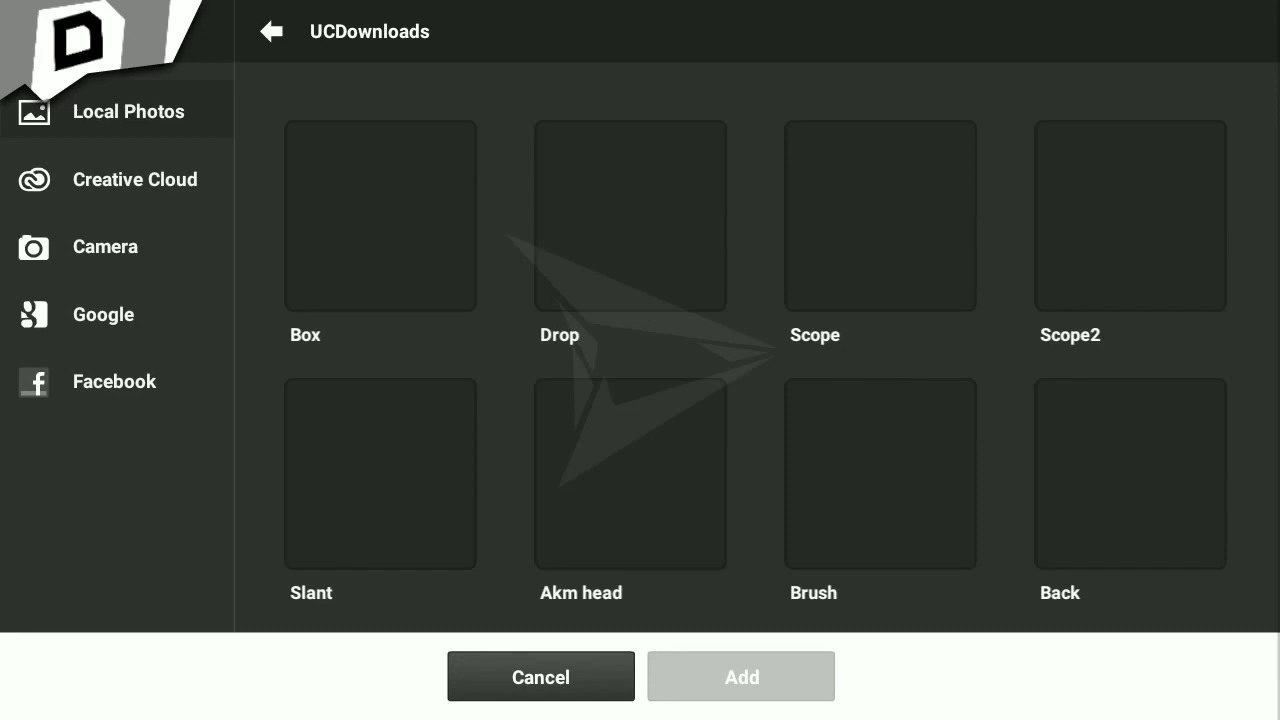 UCDownloads
Local Photos
Creative Cloud
Camera
Google
Facebook
Box
Drop
Scope
Scope2
Slant
Akm head
Brush
Back
Cancel
Add